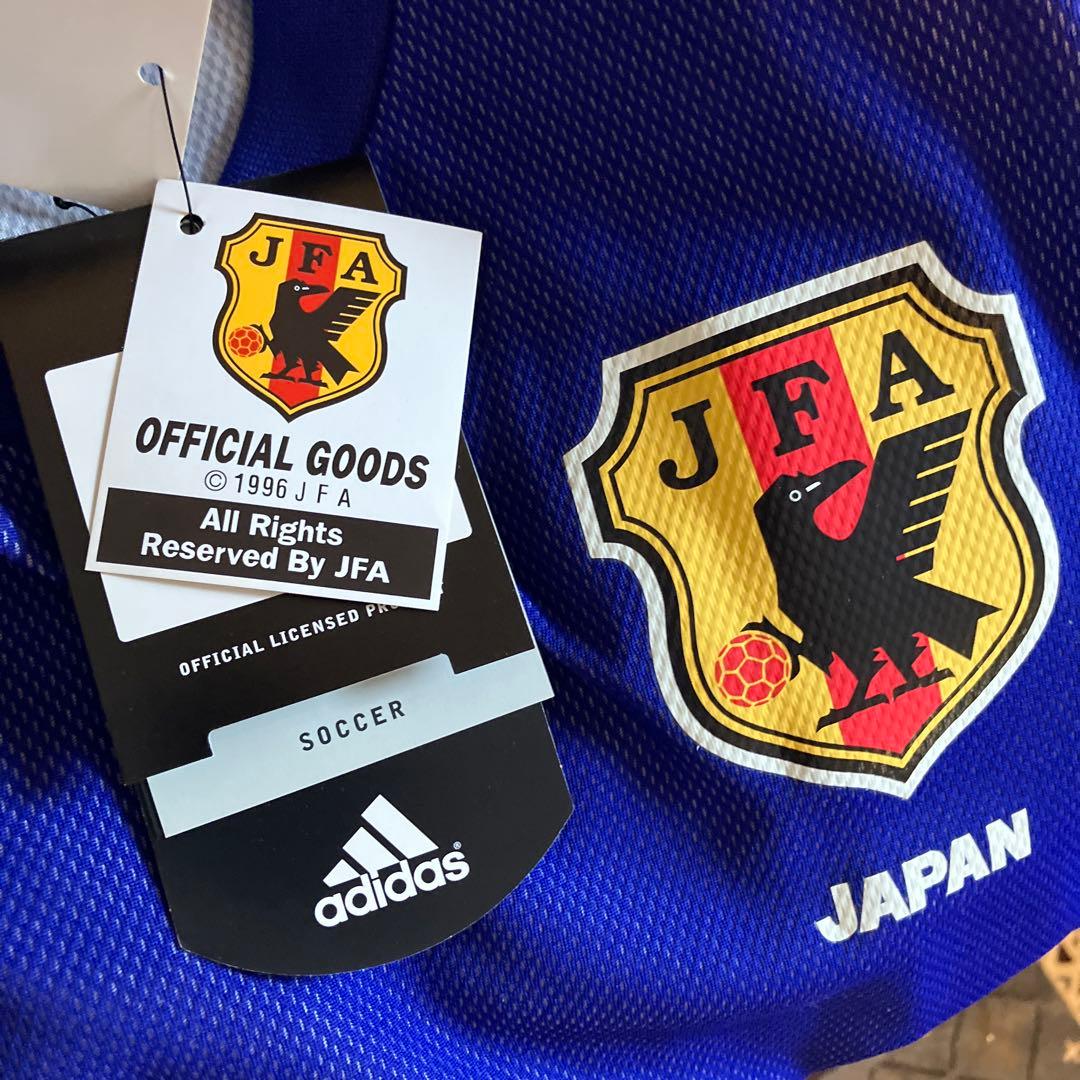 JFA
OFFICIAL GOODS
© 1996 J F A
All Rights
Reserved By JFA
OFFICIAL LICENSED
SOCCER
adidas®
JFA
JAPAN